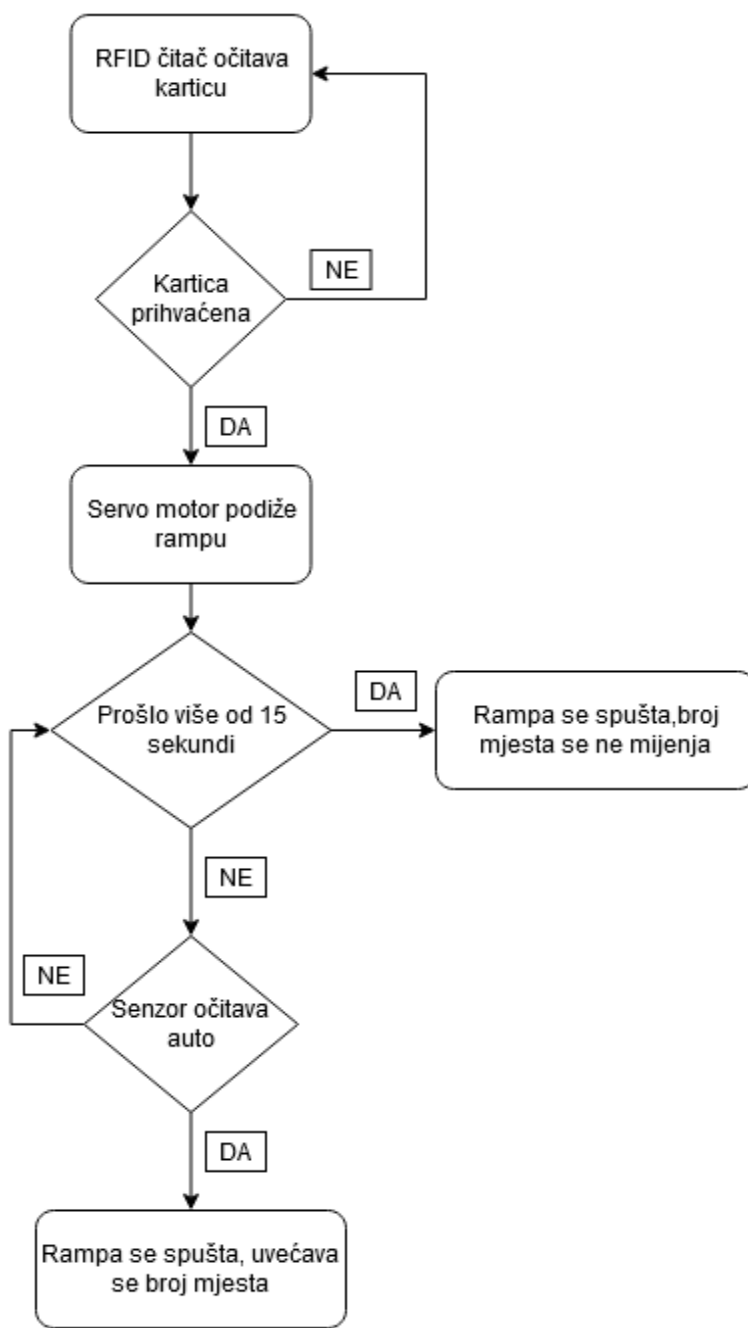 RFID čitač očitava
karticu
Kartica
prihvaćena
NE
DA
Servo motor podiže
rampu
Prošlo više od 15
sekundi
DA
Rampa se spušta,broj
mjesta se ne mijenja
NE
NE
Senzor očitava
auto
DA
Rampa se spušta, uvećava
se broj mjesta